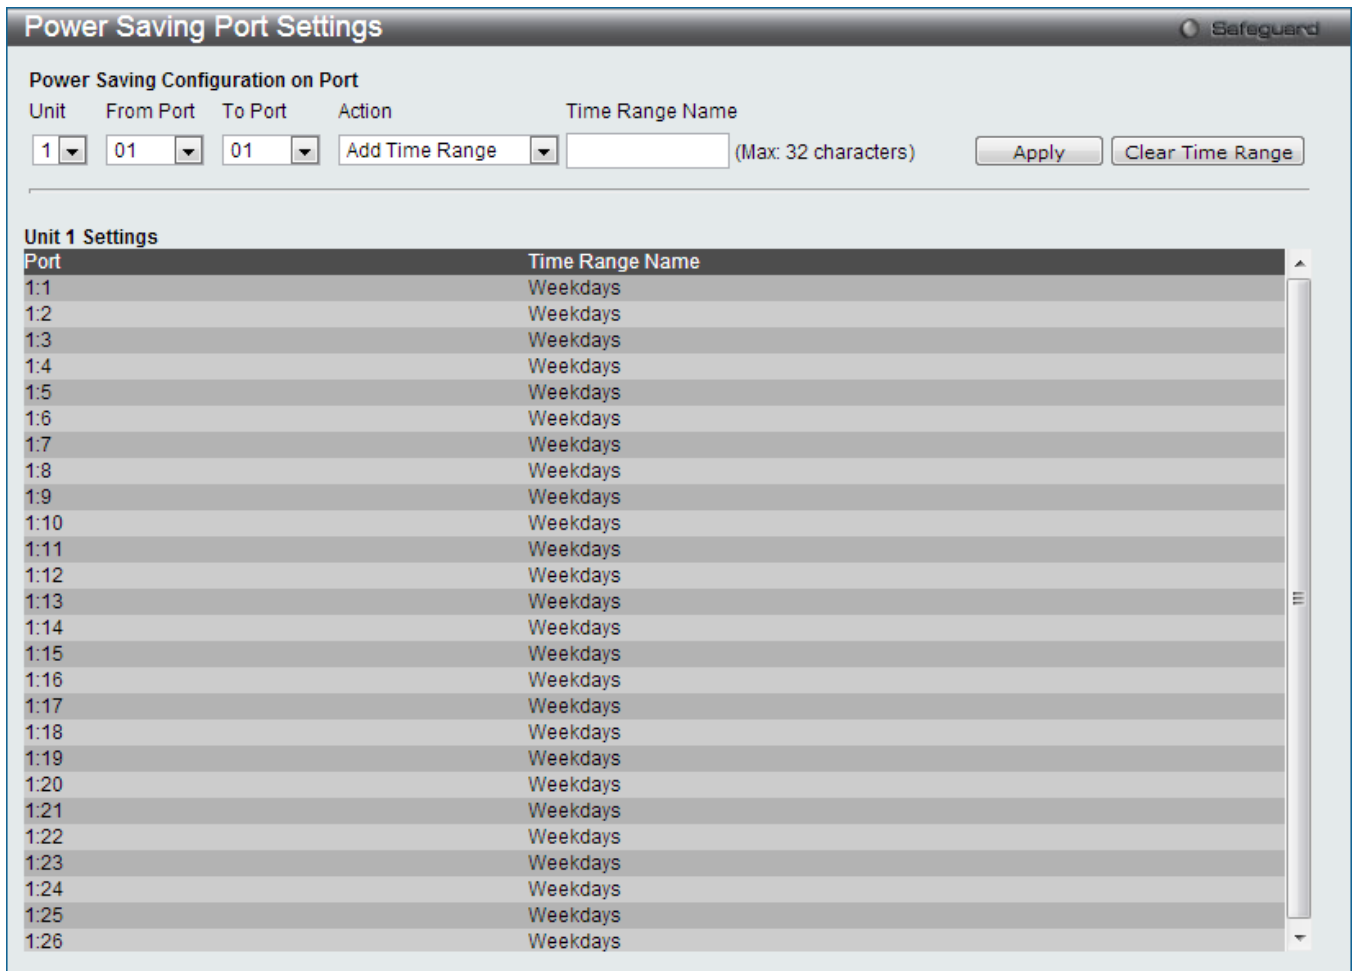 Power Saving Port Settings Safeguard
Power Saving Configuration on Port
Unit From Port To Port Action Time Range Name
1 01 01 Add Time Range (Max: 32 characters) Apply Clear Time Range
Unit 1 Settings
Port Time Range Name
1:1 Weekdays
1:2 Weekdays
1:3 Weekdays
1:4 Weekdays
1:5 Weekdays
1:6 Weekdays
1:7 Weekdays
1:8 Weekdays
1:9 Weekdays
1:10 Weekdays
1:11 Weekdays
1:12 Weekdays
1:13 Weekdays
1:14 Weekdays
1:15 Weekdays
1:16 Weekdays
1:17 Weekdays
1:18 Weekdays
1:19 Weekdays
1:20 Weekdays
1:21 Weekdays
1:22 Weekdays
1:23 Weekdays
1:24 Weekdays
1:25 Weekdays
1:26 Weekdays